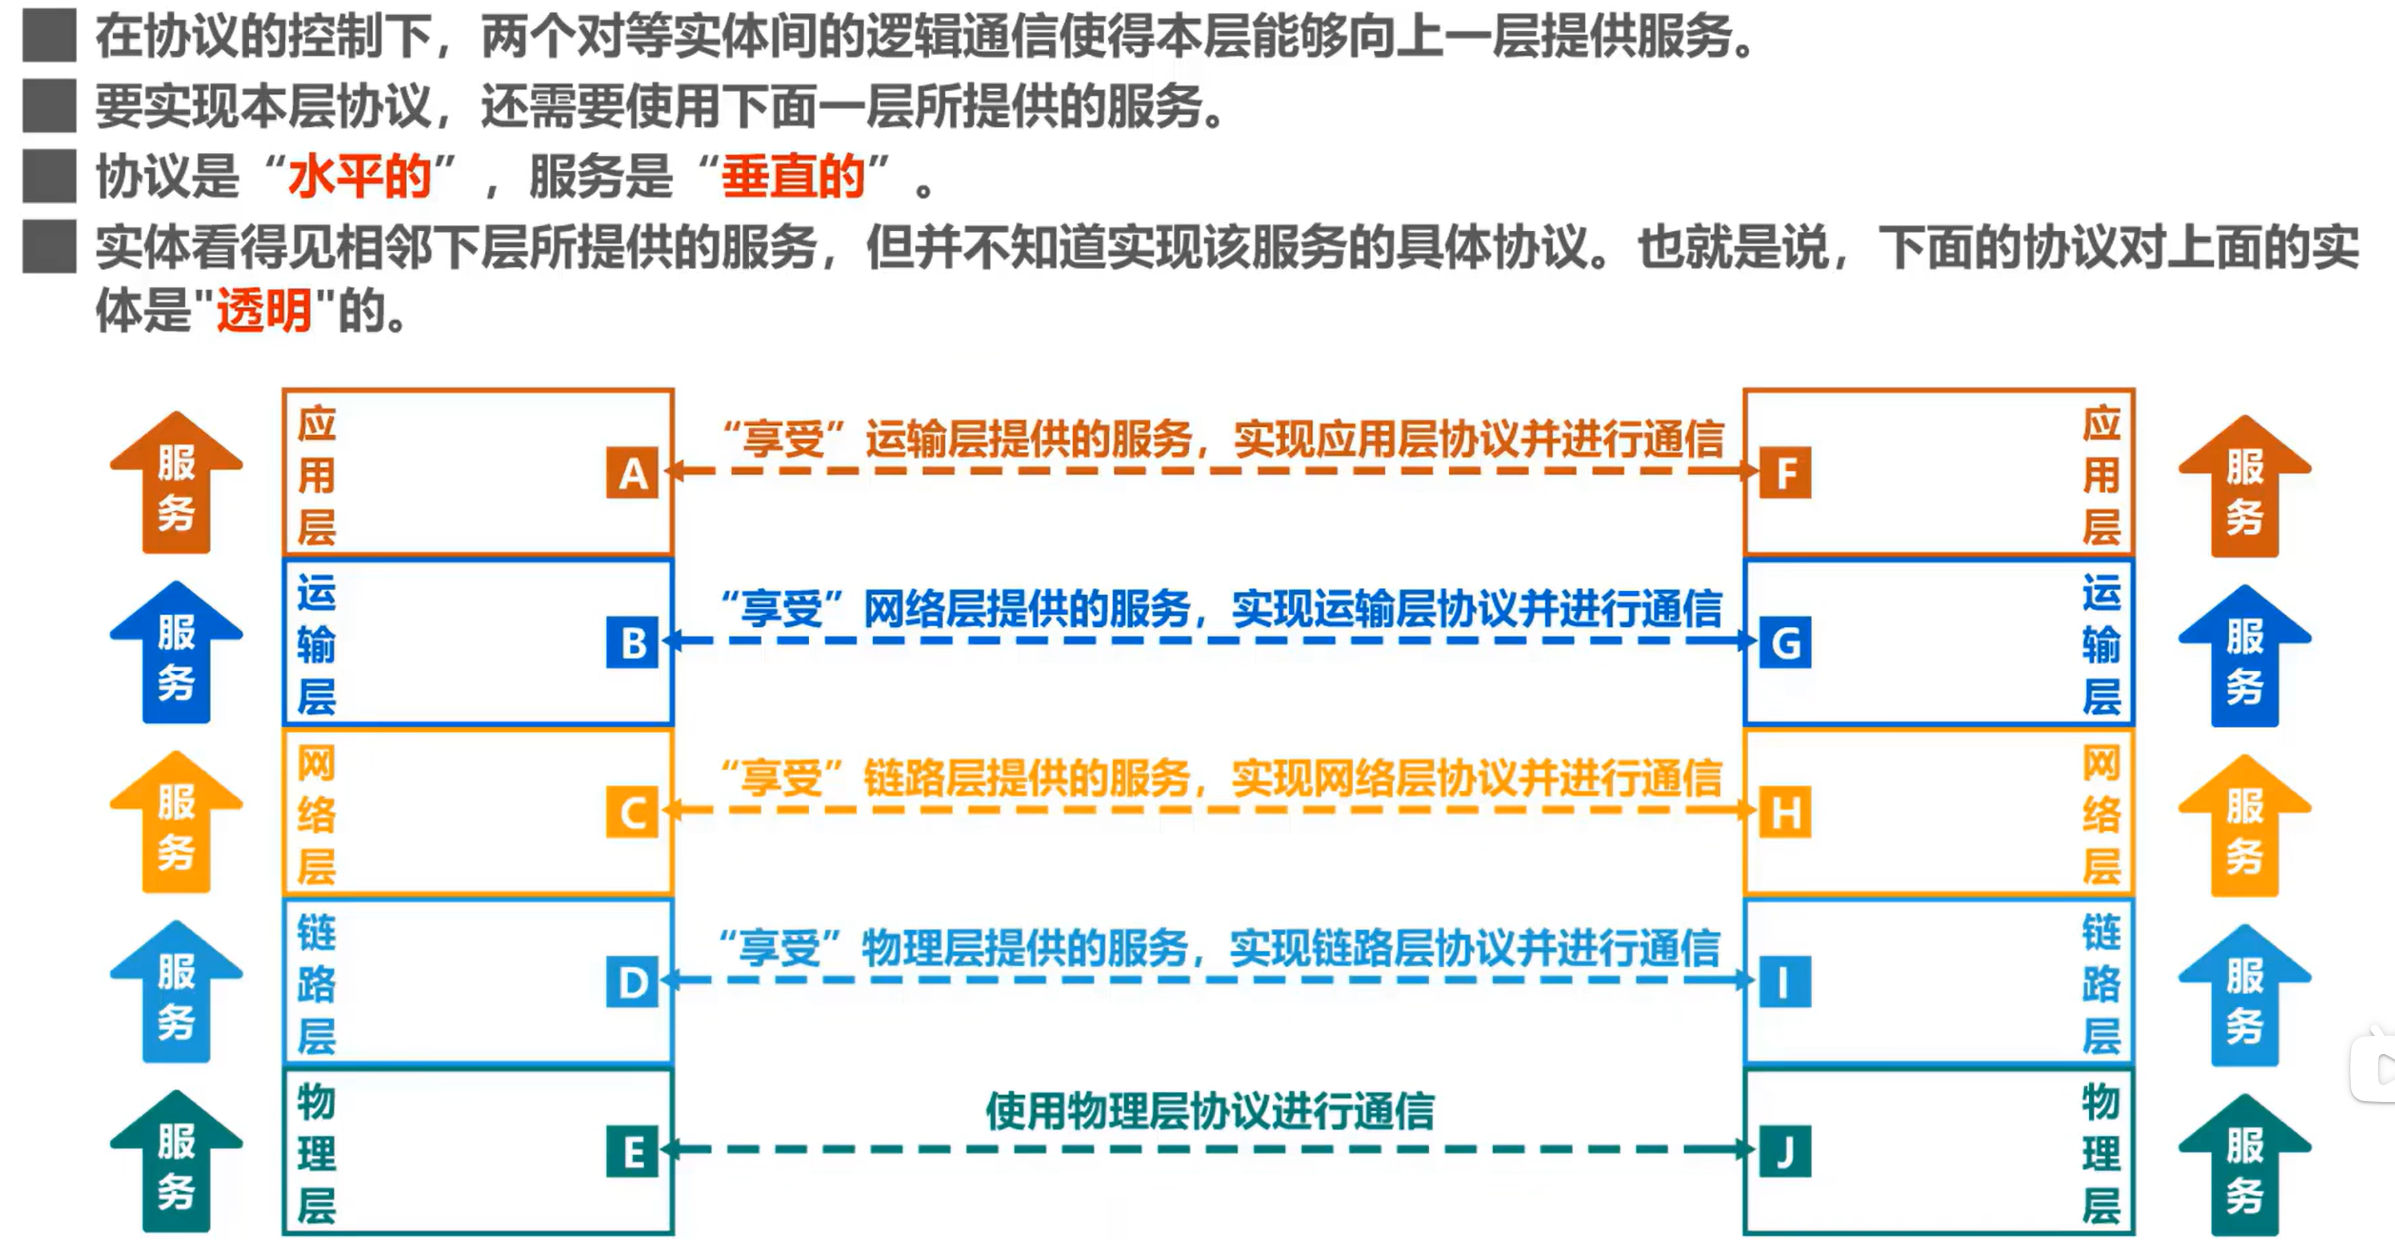 在协议的控制下，两个对等实体间的逻辑通信使得本层能够向上一层提供服务。
要实现本层协议，还需要使用下面一层所提供的服务。
协议是“水平的”，服务是“垂直的”。
实体看得见相邻下层所提供的服务，但并不知道实现该服务的具体协议。也就是说，下面的协议对上面的实
体是"透明"的。
服务
应用层
A
“享受”运输层提供的服务，实现应用层协议并进行通信
F
应用层
服务
服务
运输层
B
“享受”网络层提供的服务，实现运输层协议并进行通信
G
运输层
服务
服务
网络层
C
“享受”链路层提供的服务，实现网络层协议并进行通信
H
网络层
服务
服务
链路层
D
“享受”物理层提供的服务，实现链路层协议并进行通信
I
链路层
服务
服务
物理层
E
使用物理层协议进行通信
J
物理层
服务